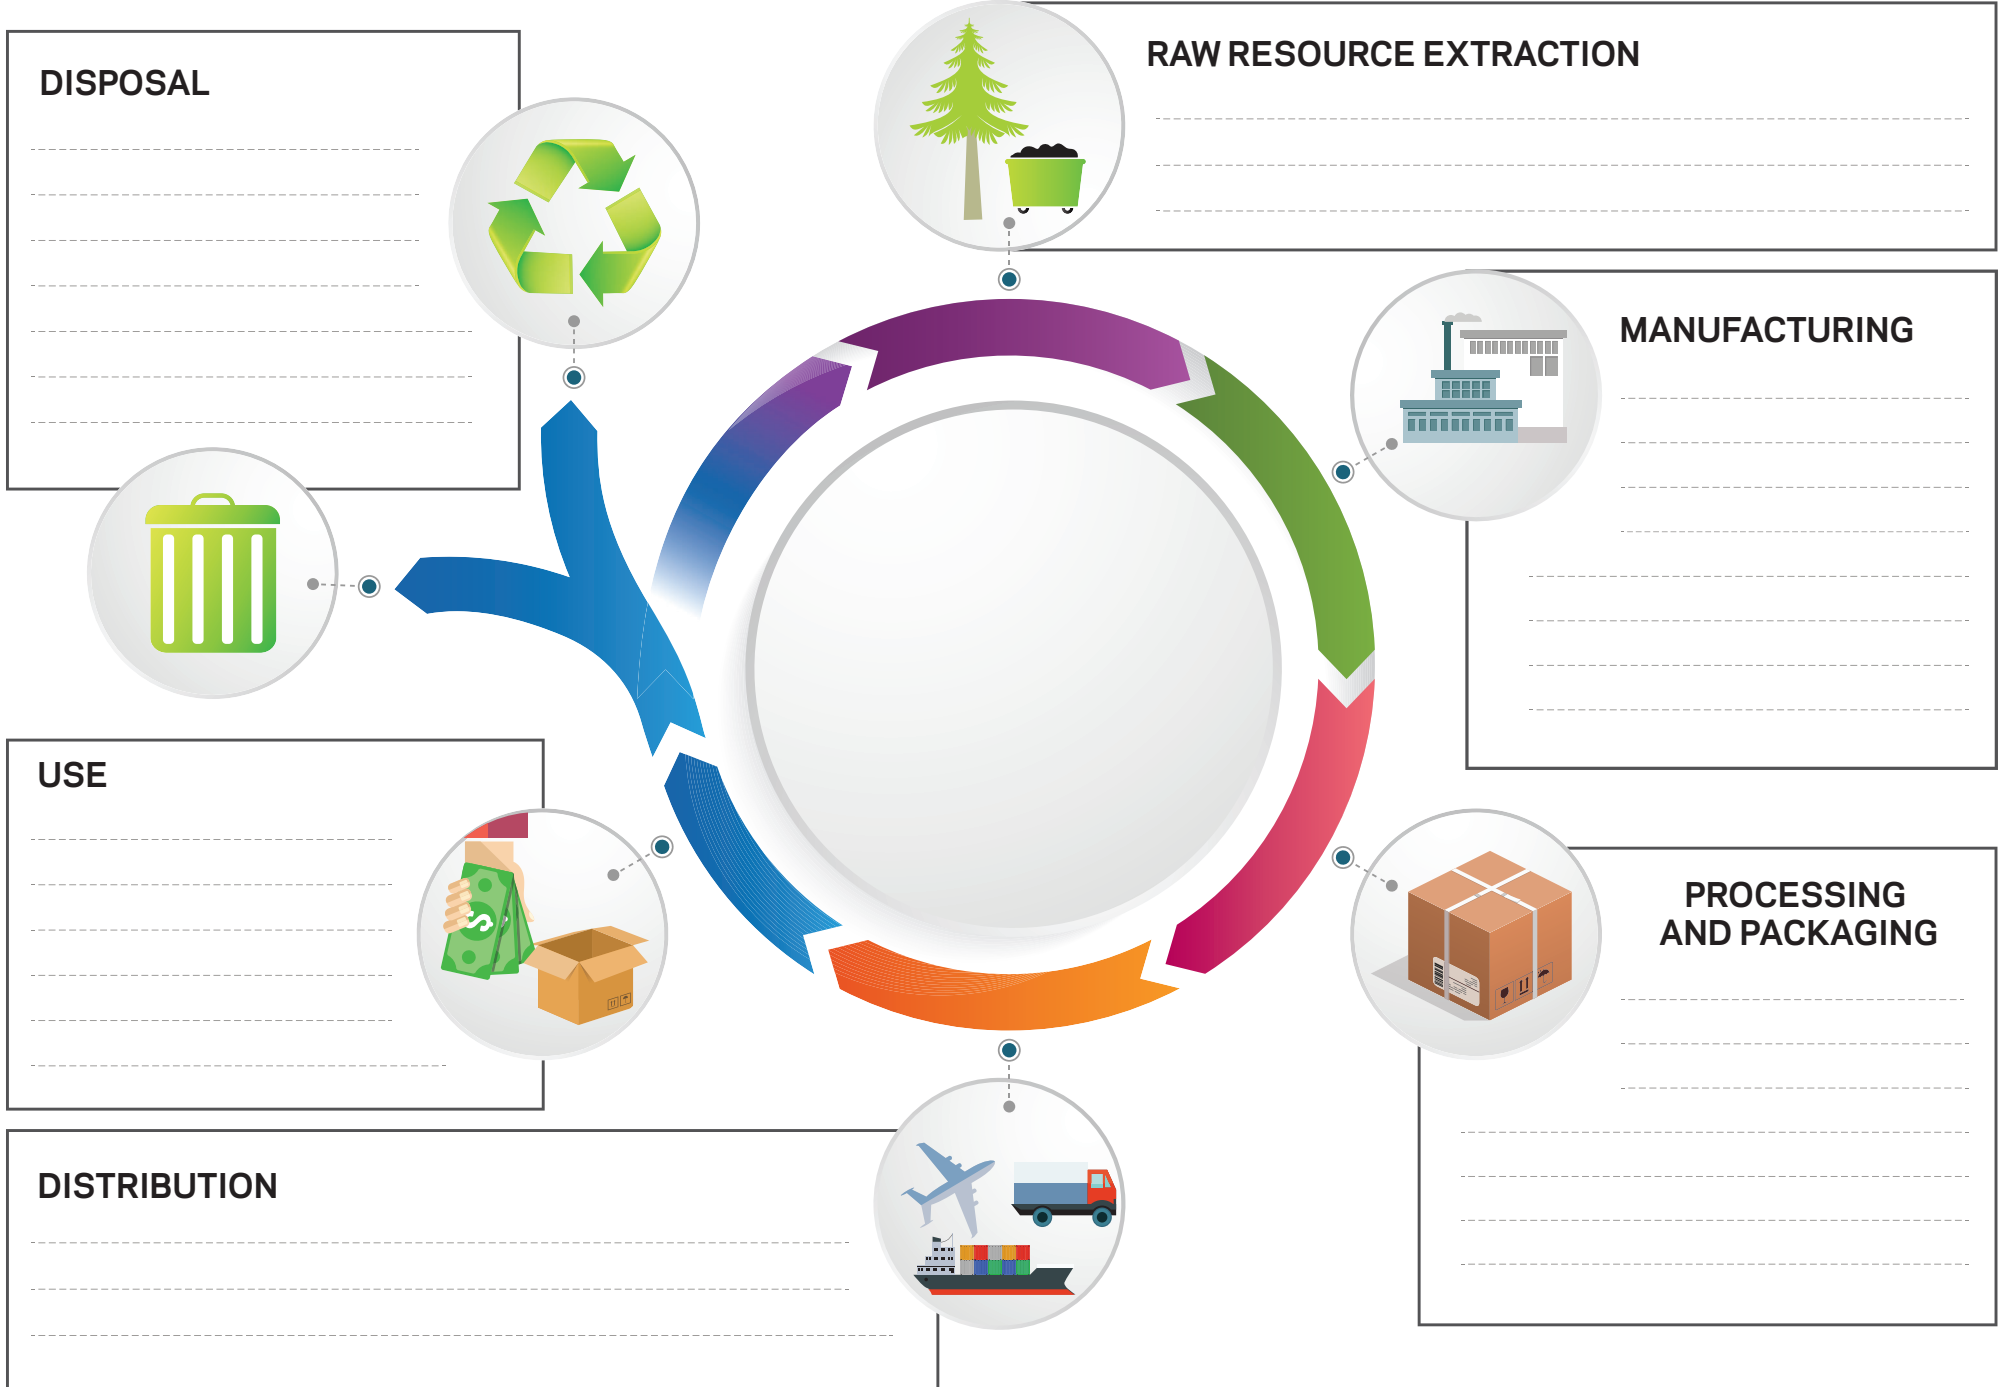 DISPOSAL
RAW RESOURCE EXTRACTION
MANUFACTURING
USE
PROCESSING
AND PACKAGING
DISTRIBUTION